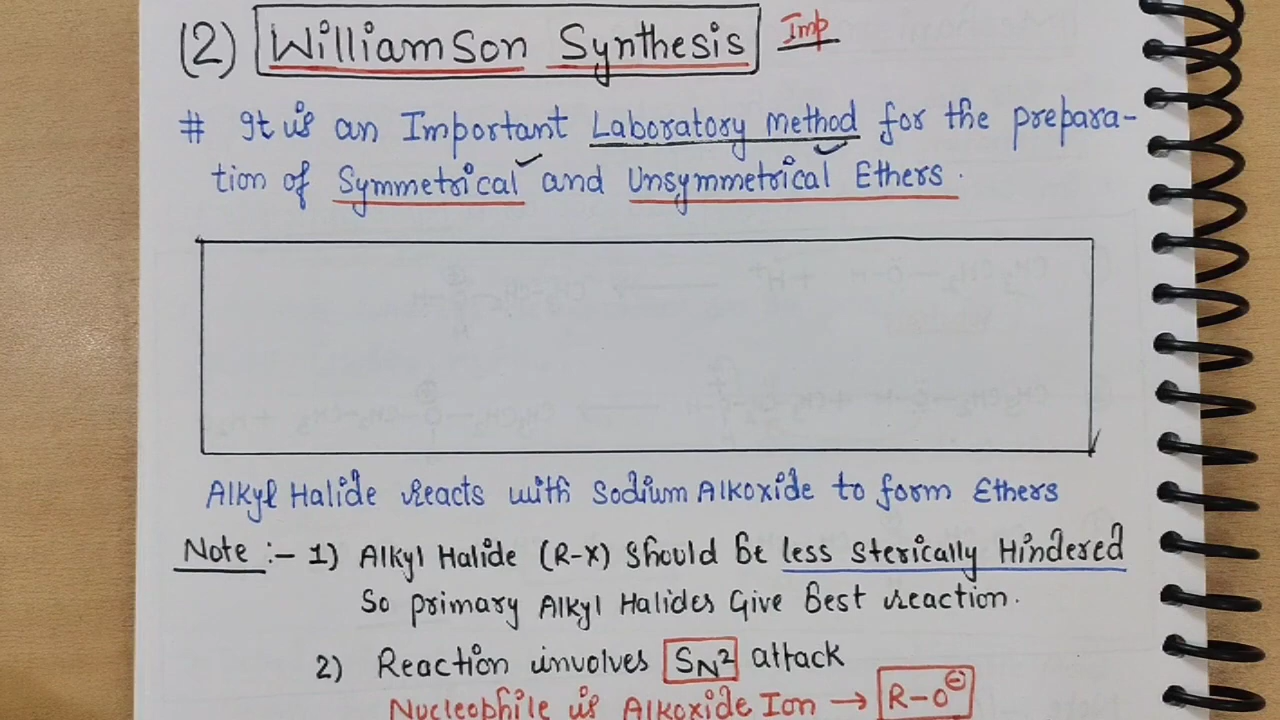 (2) Williamson Synthesis Imp
# It is an Important Laboratory method for the prepara-
tion of Symmetrical and Unsymmetrical Ethers.
Alkyl Halide reacts with Sodium Alkoxide to form Ethers
Note :- 1) Alkyl Halide (R-X) Should be less sterically Hindered
So primary Alkyl Halides Give best reaction.
2) Reaction involves SN² attack
Nucleophile is Alkoxide Ion → R-O⊖